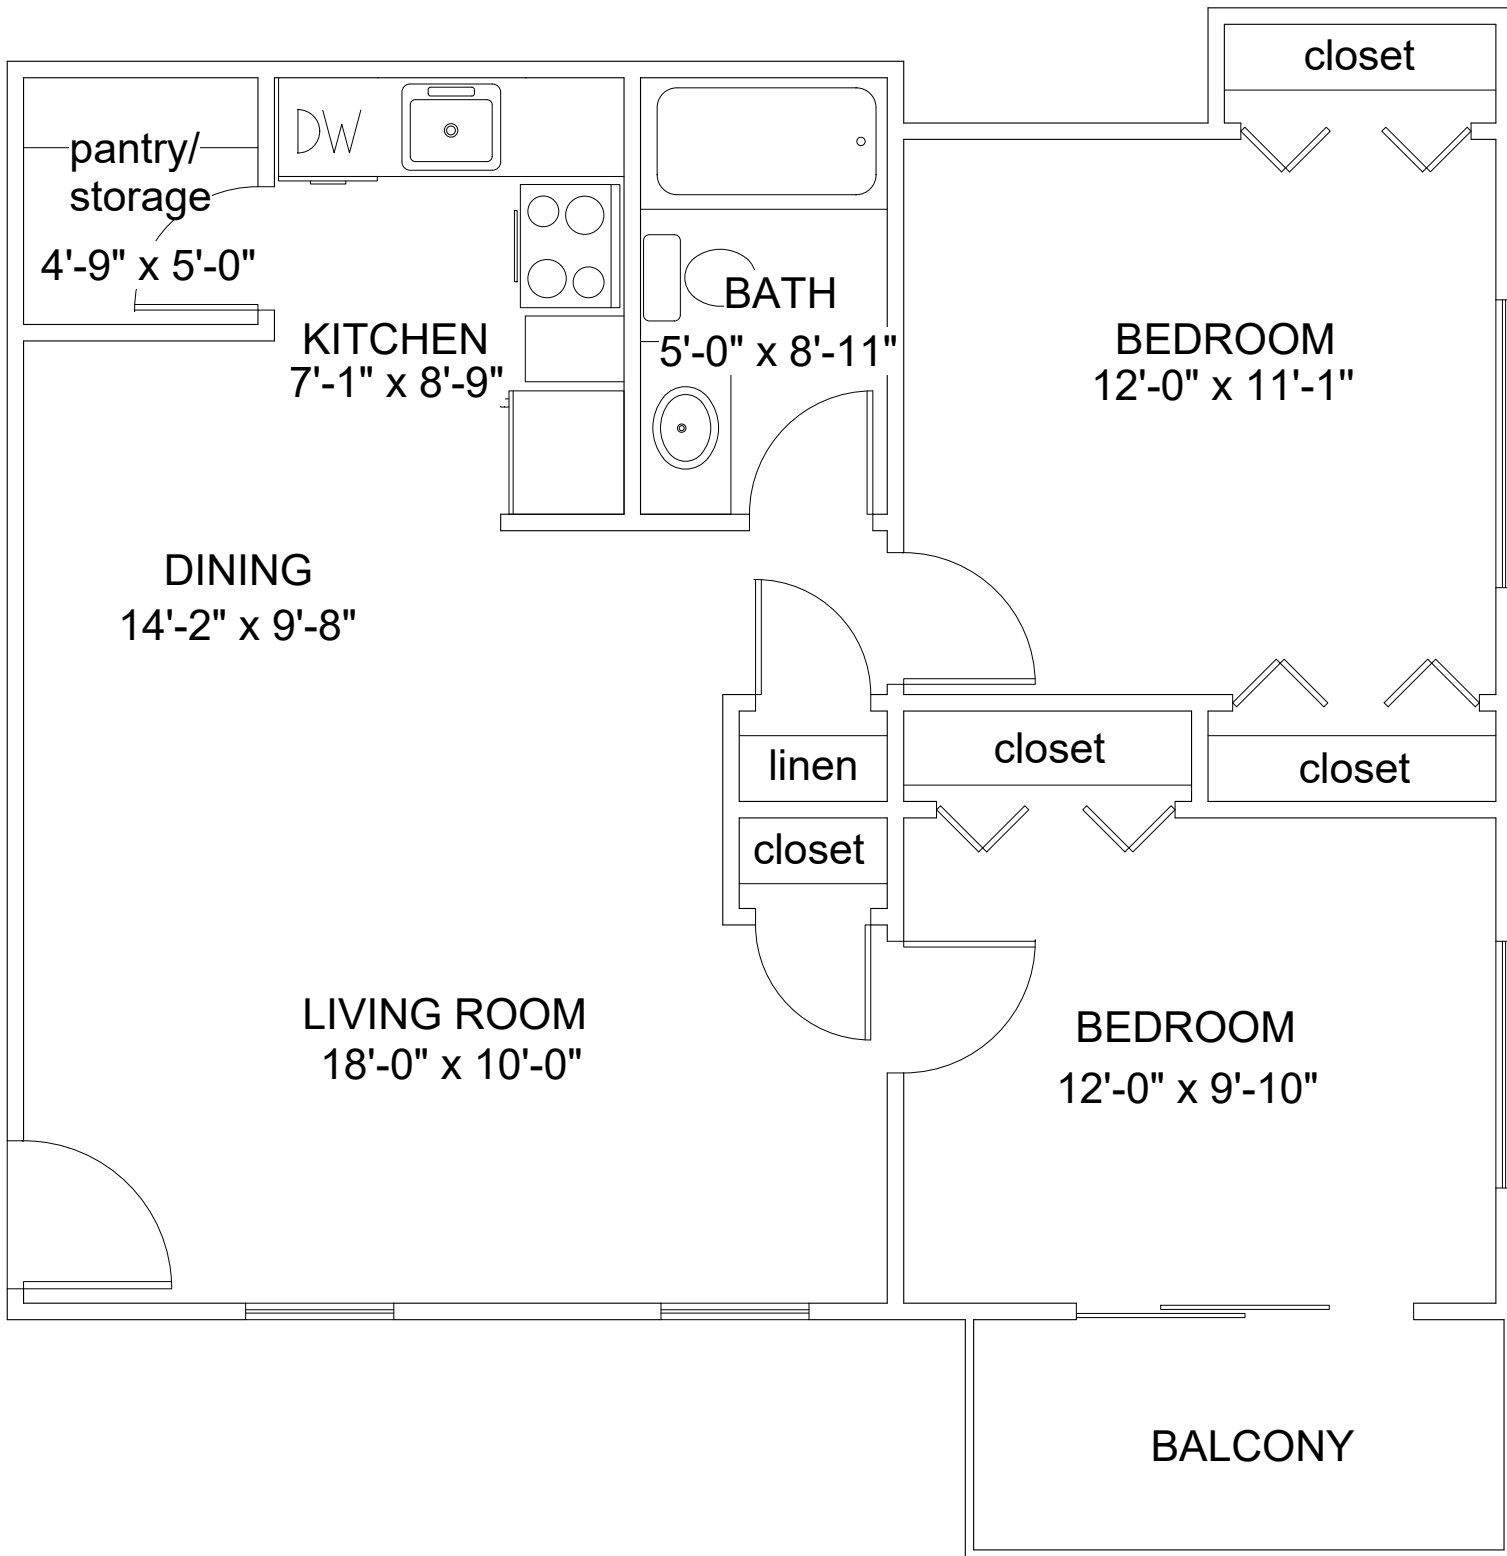 closet
pantry/
storage
4'-9" x 5'-0"
DW
KITCHEN
7'-1" x 8'-9"
BATH
5'-0" x 8'-11"
BEDROOM
12'-0" x 11'-1"
DINING
14'-2" x 9'-8"
linen
closet
closet
closet
LIVING ROOM
18'-0" x 10'-0"
BEDROOM
12'-0" x 9'-10"
BALCONY